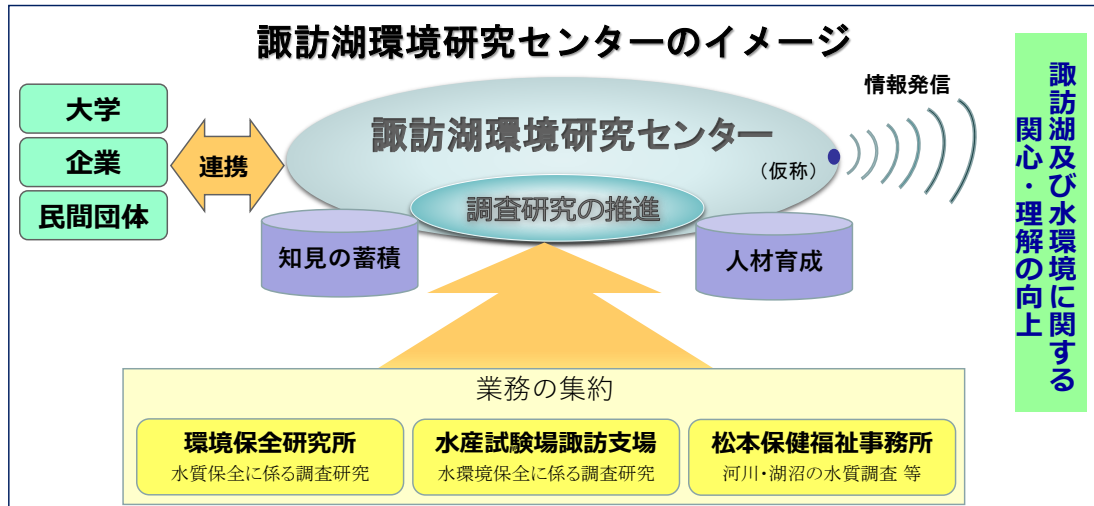 諏訪湖環境研究センターのイメージ
大学
企業
民間団体
連携
諏訪湖環境研究センター
（仮称）
調査研究の推進
知見の蓄積
人材育成
情報発信
諏訪湖及び水環境に関する
関心・理解の向上
業務の集約
環境保全研究所
水質保全に係る調査研究
水産試験場諏訪支場
水環境保全に係る調査研究
松本保健福祉事務所
河川・湖沼の水質調査 等